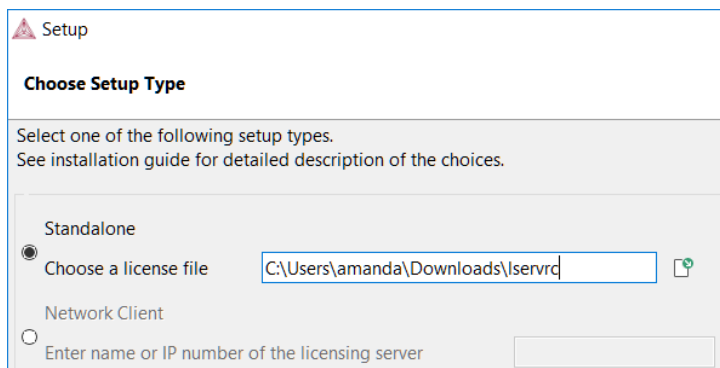 Setup
Choose Setup Type
Select one of the following setup types.
See installation guide for detailed description of the choices.
Standalone
Choose a license file C:\Users\amanda\Downloads\lservrc
Network Client
Enter name or IP number of the licensing server